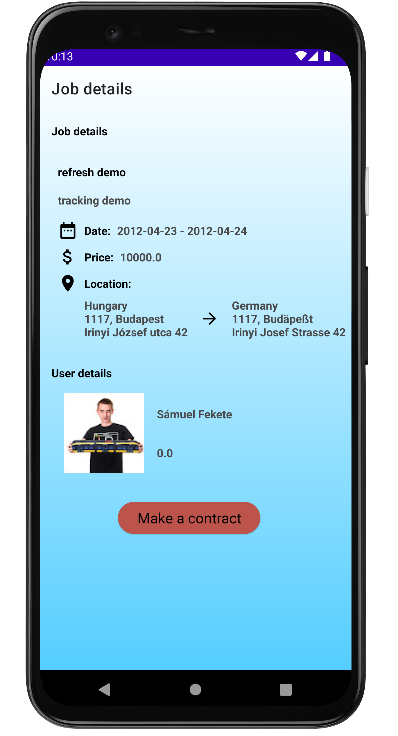 10:13
Job details
Job details
refresh demo
tracking demo
Date: 2012-04-23 - 2012-04-24
Price: 10000.0
Location:
Hungary
1117, Budapest
Irinyi József utca 42
Germany
1117, Budäpeßt
Irinyi Josef Strasse 42
User details
Sámuel Fekete
0.0
Make a contract